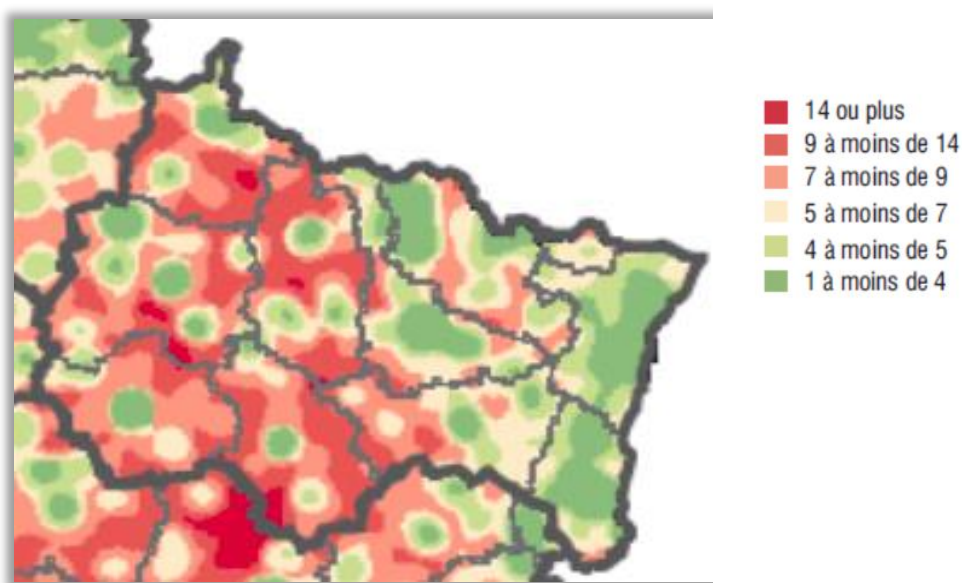 14 ou plus
9 à moins de 14
7 à moins de 9
5 à moins de 7
4 à moins de 5
1 à moins de 4